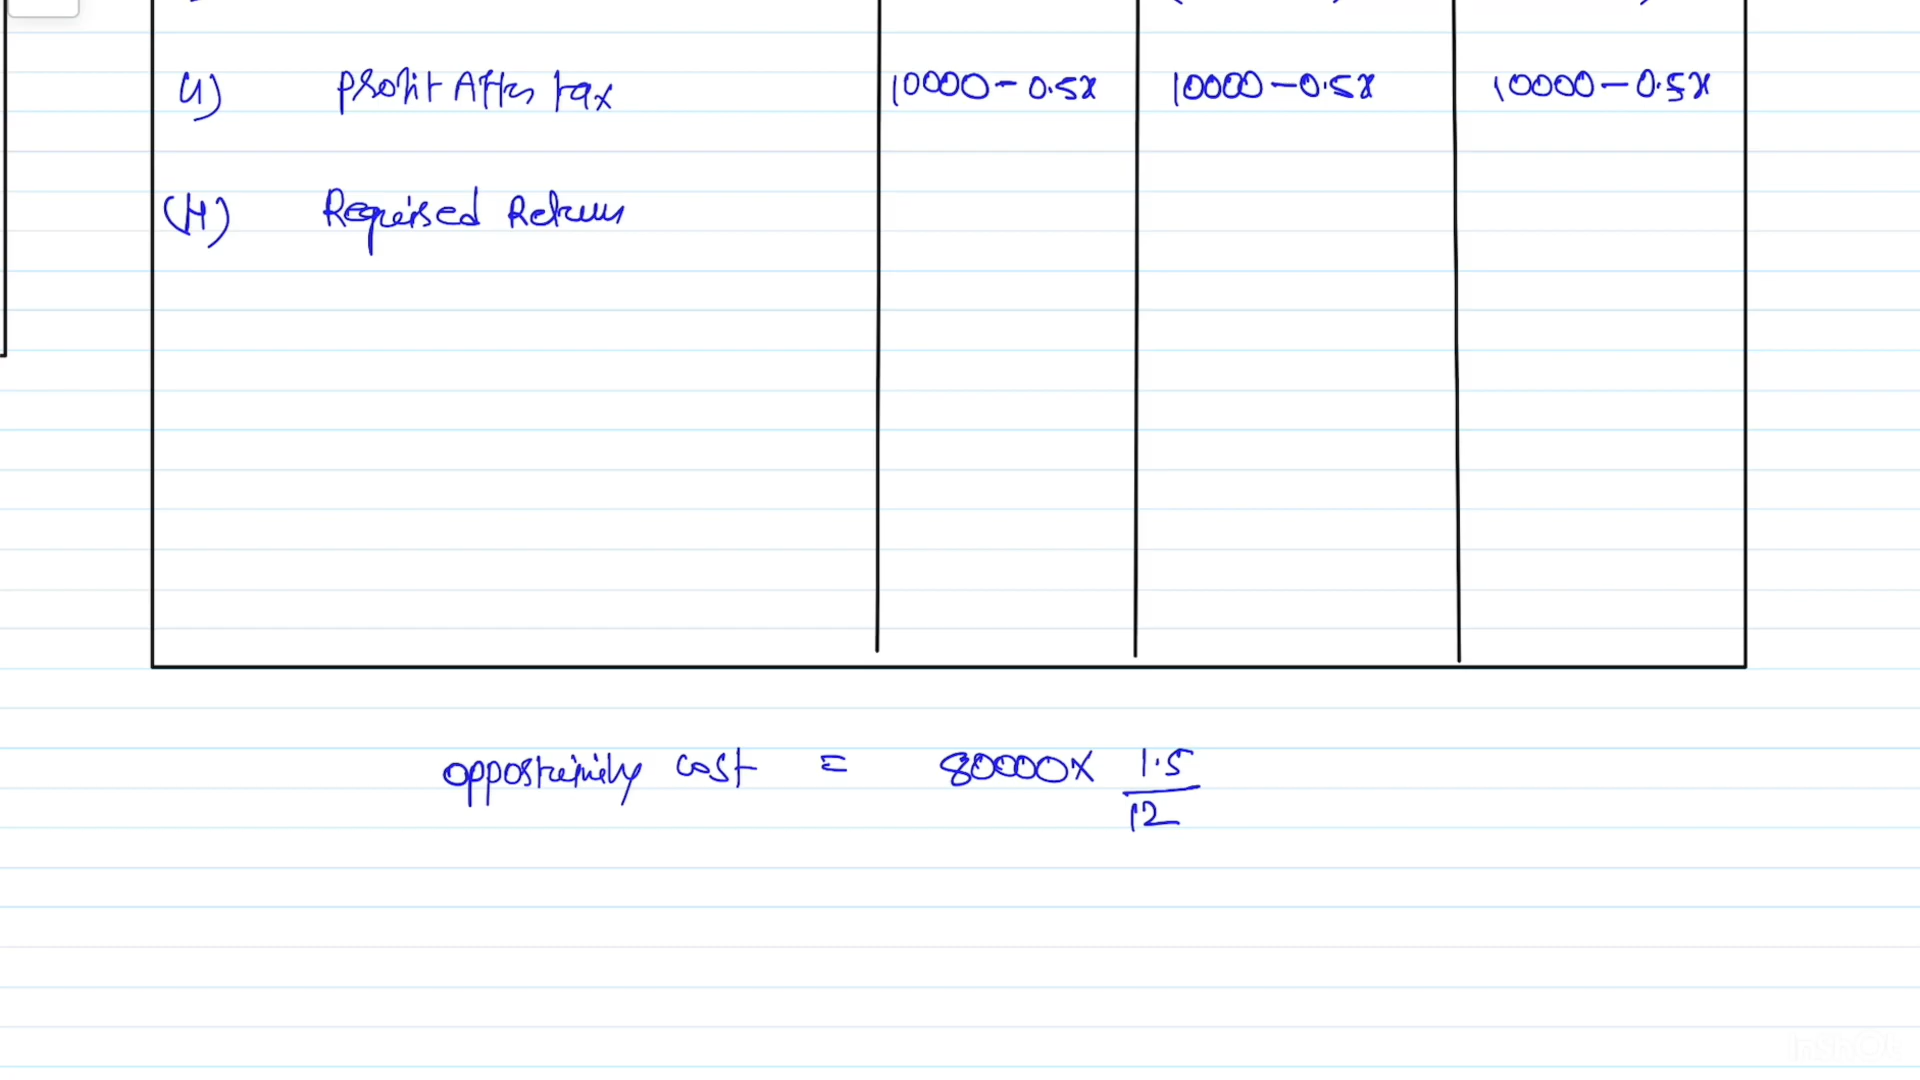 G) Profit After tax 10000-0.5x 10000-0.5x 10000-0.5x
(H) Required Return
opportunity cost = 80000x 1.5/12